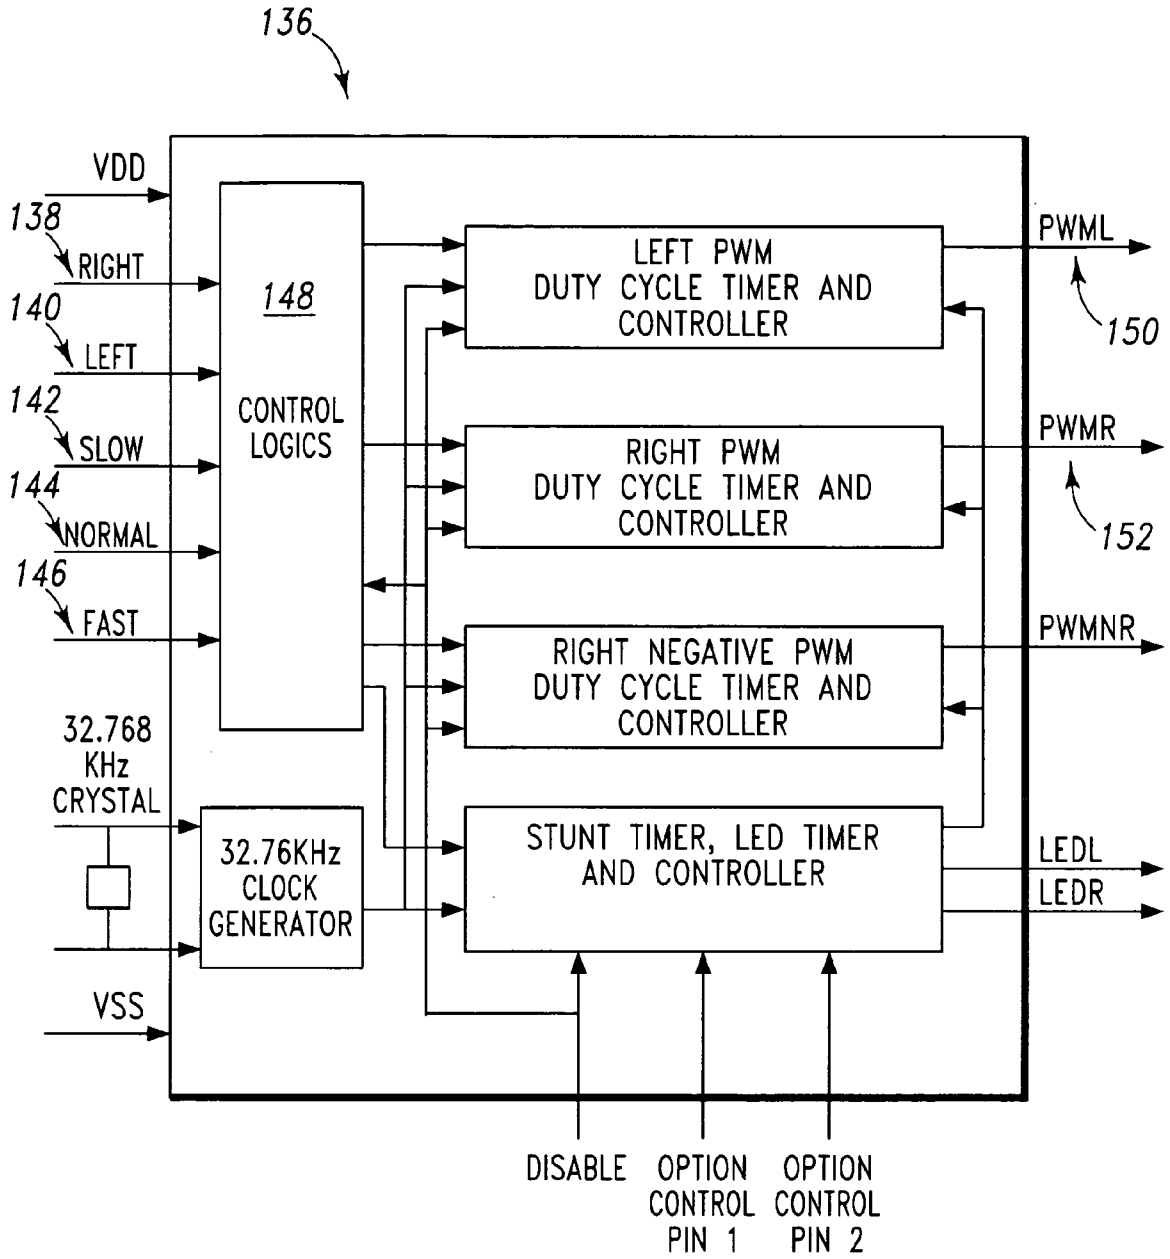 136
VDD
138
RIGHT
140
LEFT
142
SLOW
144
NORMAL
146
FAST
148
CONTROL
LOGICS
LEFT PWM
DUTY CYCLE TIMER AND
CONTROLLER
PWML
150
RIGHT PWM
DUTY CYCLE TIMER AND
CONTROLLER
PWMR
152
RIGHT NEGATIVE PWM
DUTY CYCLE TIMER AND
CONTROLLER
PWMNR
32.768
KHz
CRYSTAL
32.76KHz
CLOCK
GENERATOR
STUNT TIMER, LED TIMER
AND CONTROLLER
LEDL
LEDR
VSS
DISABLE
OPTION
CONTROL
PIN 1
OPTION
CONTROL
PIN 2